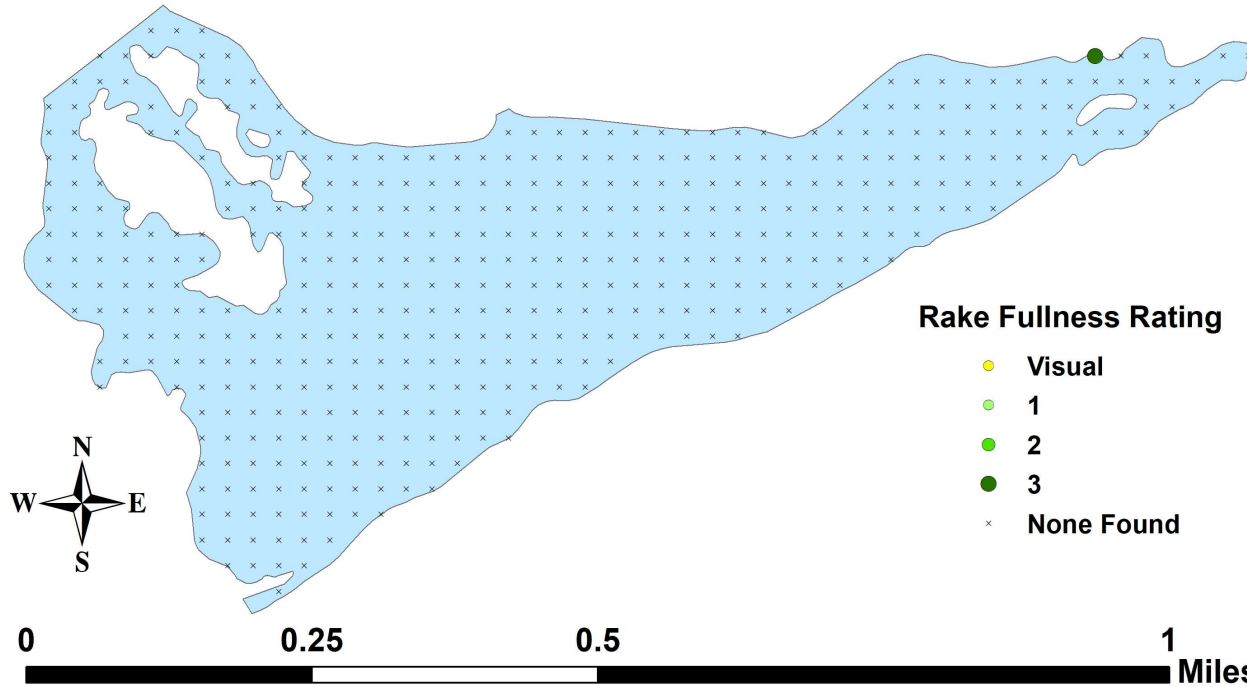 Rake Fullness Rating
Visual
1
2
3
None Found
N
W E
S
0 0.25 0.5 1
Miles